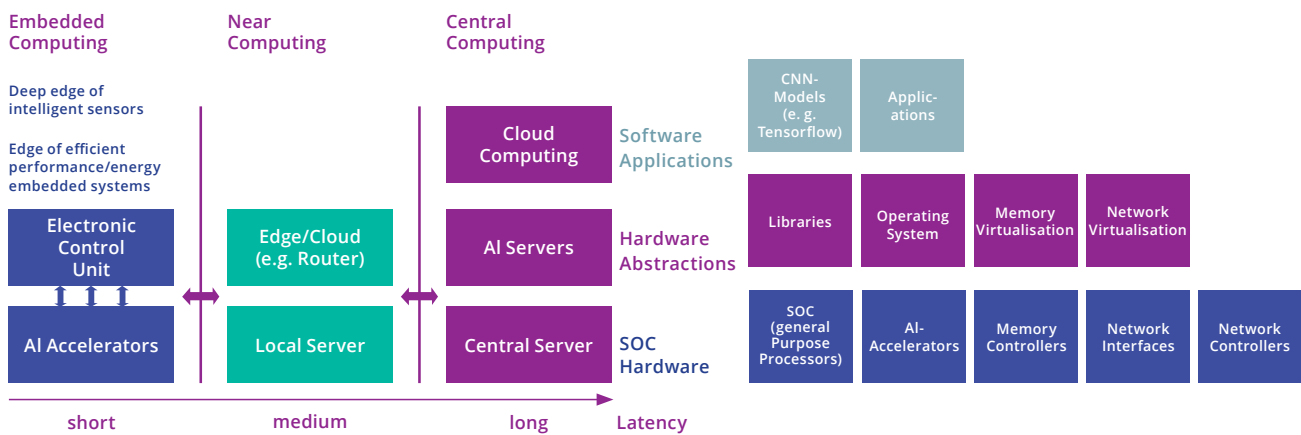 Embedded
Computing
Near
Computing
Central
Computing
Deep edge of
intelligent sensors
Edge of efficient
performance/energy
embedded systems
Electronic
Control
Unit
AI Accelerators
Edge/Cloud
(e.g. Router)
Local Server
Cloud
Computing
AI Servers
Central Server
Software
Applications
Hardware
Abstractions
SOC
Hardware
CNN-
Models
(e. g.
Tensorflow)
Applic-
ations
Libraries
Operating
System
Memory
Virtualisation
Network
Virtualisation
SOC
(general
Purpose
Processors)
AI-
Accelerators
Memory
Controllers
Network
Interfaces
Network
Controllers
short
medium
long
Latency